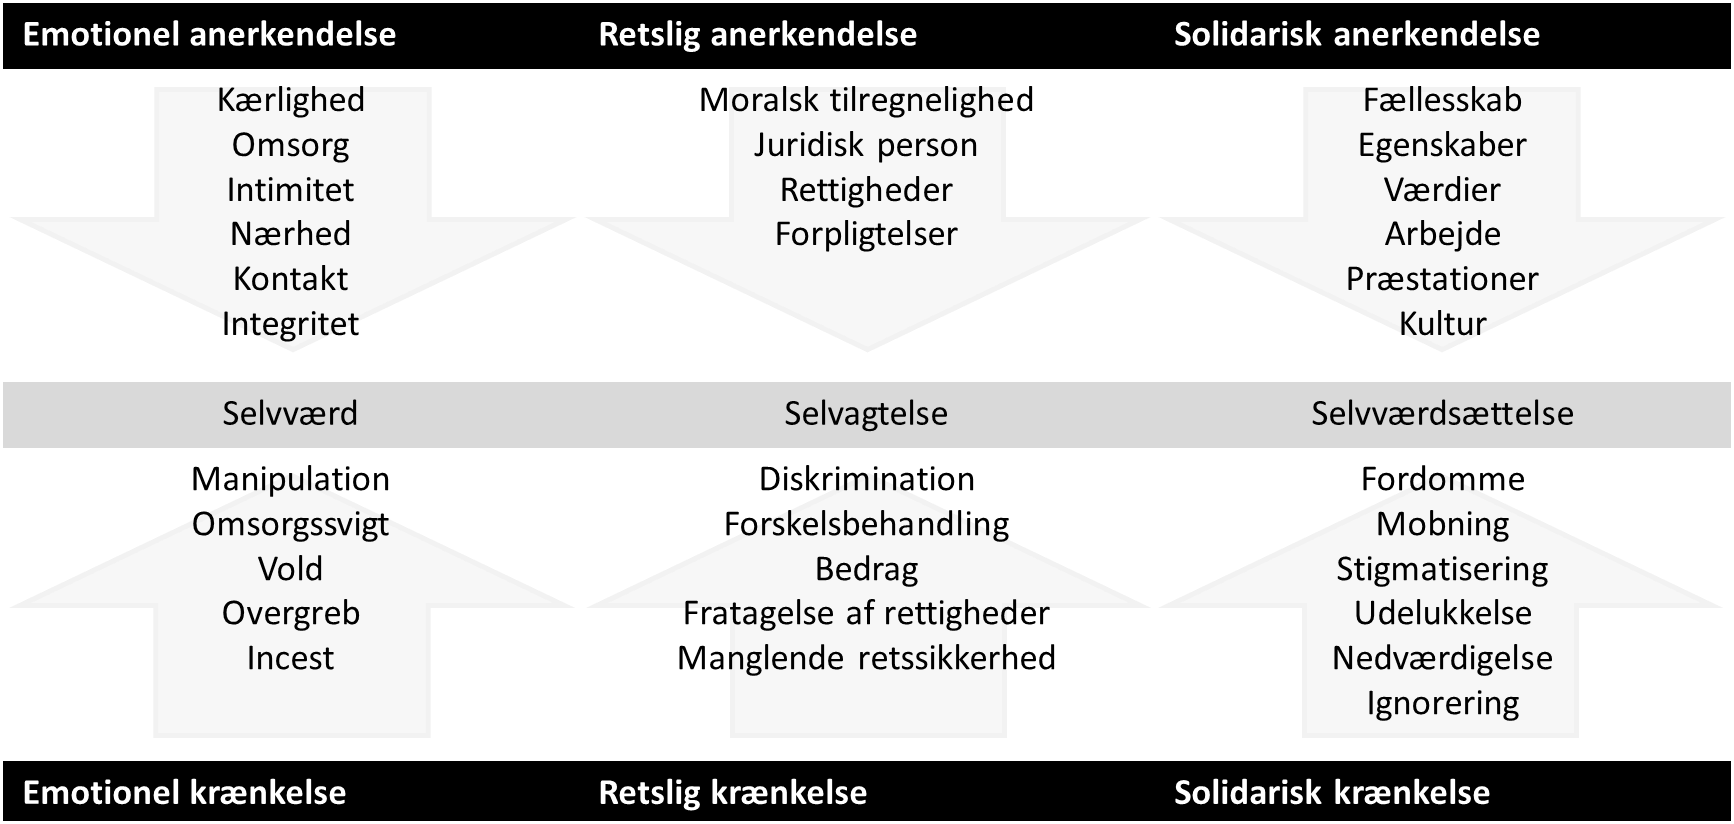 Emotionel anerkendelse
Retslig anerkendelse
Solidarisk anerkendelse
Kærlighed
Omsorg
Intimitet
Nærhed
Kontakt
Integritet
Moralsk tilregnelighed
Juridisk person
Rettigheder
Forpligtelser
Fællesskab
Egenskaber
Værdier
Arbejde
Præstationer
Kultur
Selvværd
Selvagtelse
Selvværdsættelse
Manipulation
Omsorgssvigt
Vold
Overgreb
Incest
Diskrimination
Forskelsbehandling
Bedrag
Fratagelse af rettigheder
Manglende retssikkerhed
Fordomme
Mobning
Stigmatisering
Udelukkelse
Nedværdigelse
Ignorering
Emotionel krænkelse
Retslig krænkelse
Solidarisk krænkelse